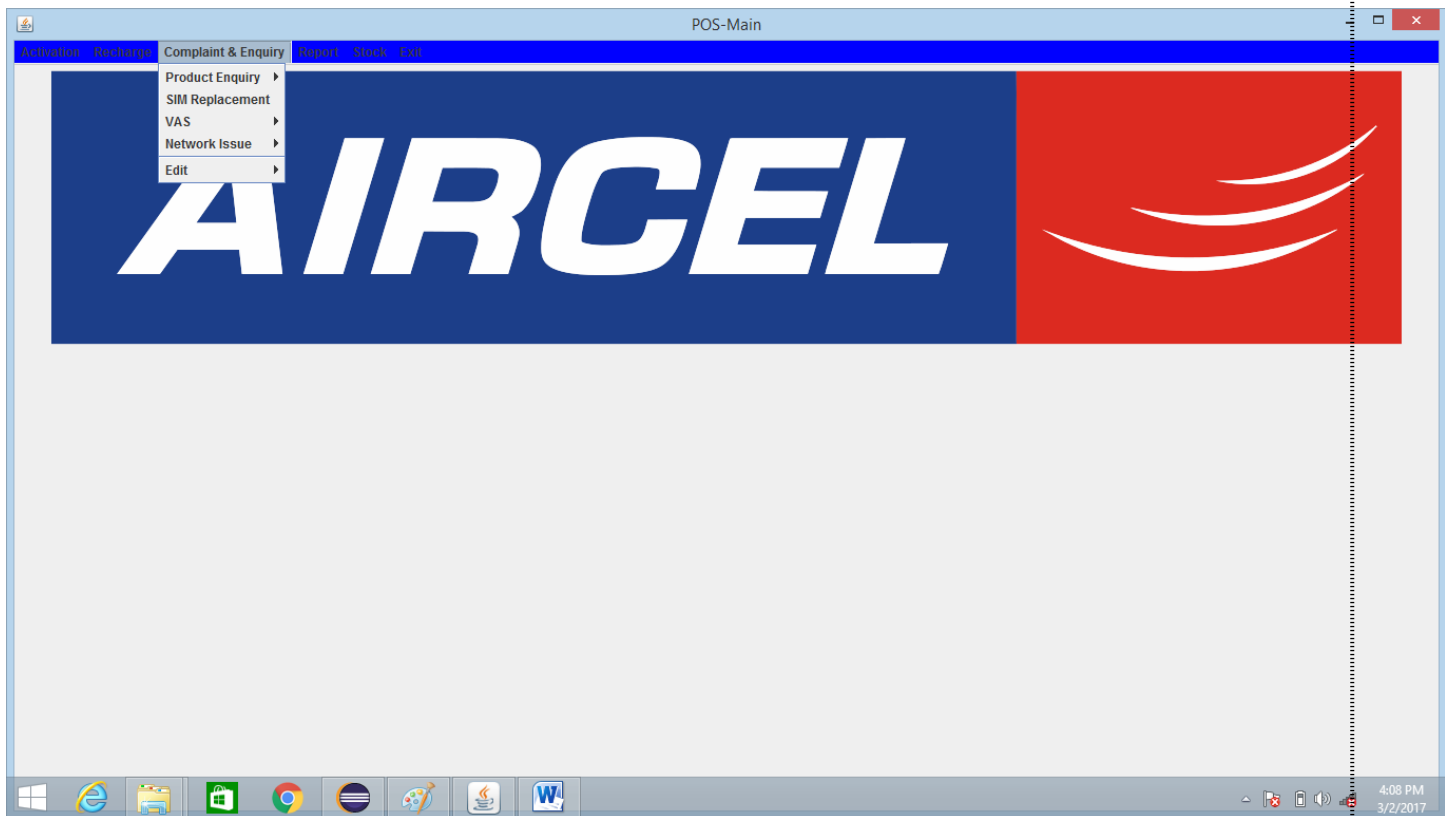 POS-Main
Activation Recharge Complaint & Enquiry Report Stock Exit
Product Enquiry
SIM Replacement
VAS
Network Issue
Edit
AIRCEL
4:08 PM
3/2/2017